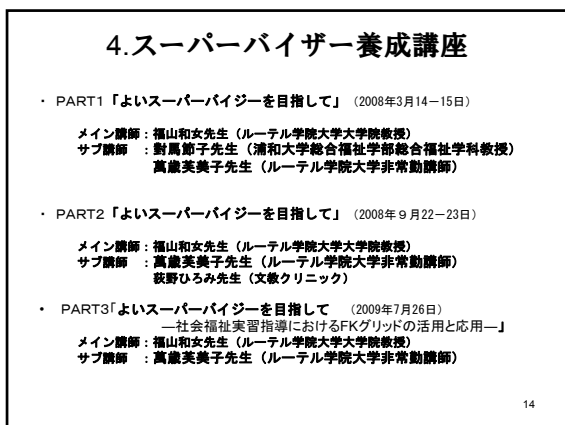 4.スーパーバイザー養成講座
・ PART1「よいスーパーバイジーを目指して」（2008年3月14－15日）
メイン講師：福山和女先生（ルーテル学院大学大学院教授）
サブ講師 ：對馬節子先生（浦和大学総合福祉学部総合福祉学科教授）
萬歳芙美子先生（ルーテル学院大学非常勤講師）
・ PART2「よいスーパーバイジーを目指して」（2008年９月22－23日）
メイン講師：福山和女先生（ルーテル学院大学大学院教授）
サブ講師 ：萬歳芙美子先生（ルーテル学院大学非常勤講師）
荻野ひろみ先生（文教クリニック）
• PART3「よいスーパーバイジーを目指して （2009年7月26日）
―社会福祉実習指導におけるFKグリッドの活用と応用―」
メイン講師：福山和女先生（ルーテル学院大学大学院教授）
サブ講師 ：萬歳芙美子先生（ルーテル学院大学非常勤講師）
14